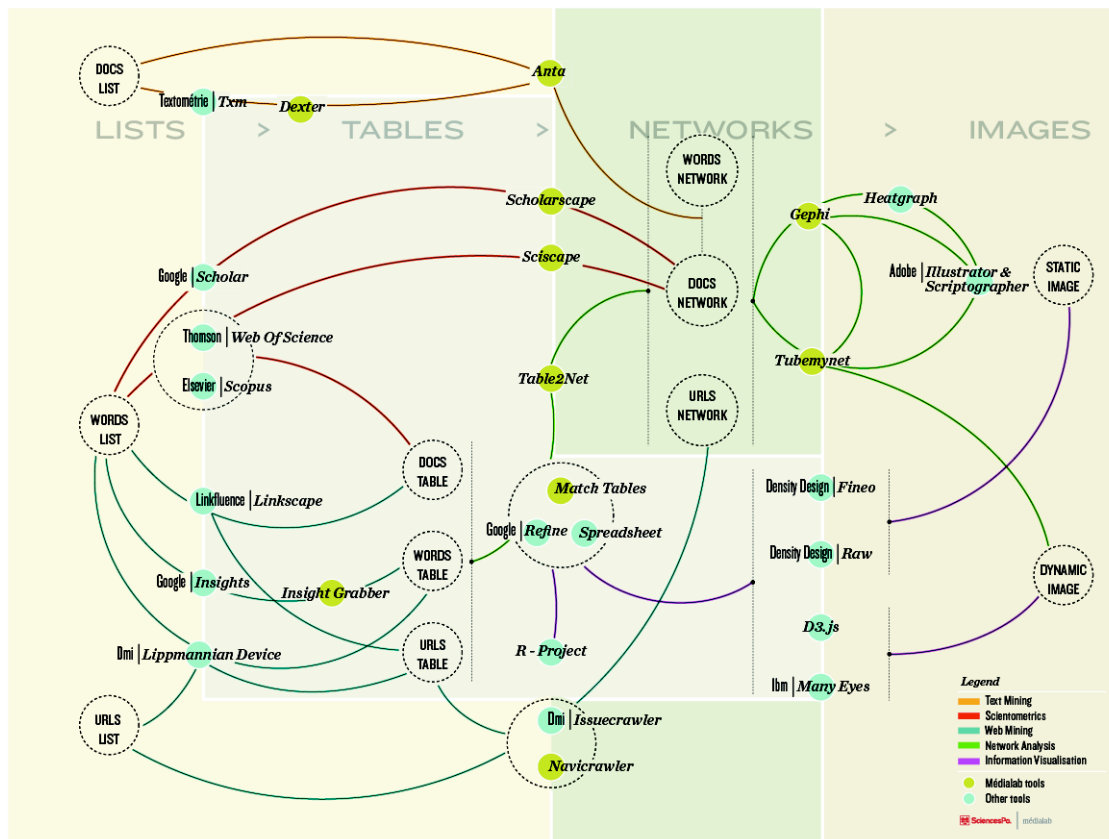 DOCS
LIST
Textométrie | Txm
Dexter
Anta
LISTS > TABLES > NETWORKS > IMAGES
WORDS
NETWORK
Scholarscape
Gephi
Heatgraph
Google | Scholar
Sciscape
DOCS
NETWORK
Adobe | Illustrator &
Scriptographer
STATIC
IMAGE
Thomson | Web Of Science
Elsevier | Scopus
Table2Net
Tubemynet
WORDS
LIST
URLS
NETWORK
DOCS
TABLE
Linkfluence | Linkscape
Match Tables
Google | Refine
Spreadsheet
Density Design | Fineo
Density Design | Raw
WORDS
TABLE
Google | Insights
Insight Grabber
DYNAMIC
IMAGE
Dmi | Lippmannian Device
URLS
TABLE
R - Project
D3.js
Ibm | Many Eyes
URLS
LIST
Dmi | Issuecrawler
Navicrawler
Legend
Text Mining
Scientometrics
Web Mining
Network Analysis
Information Visualisation
Médialab tools
Other tools
SciencesPo. | médialab